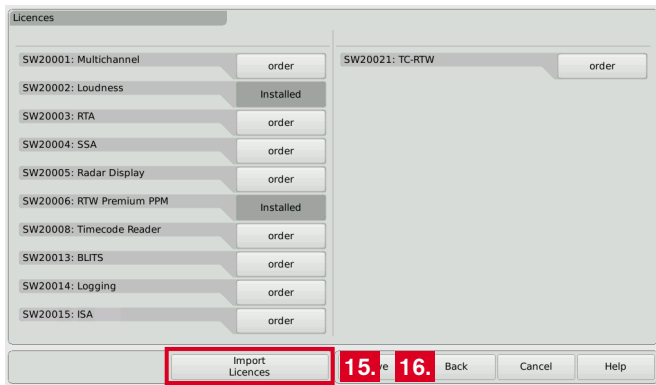 Licences
SW20001: Multichannel
order
SW20002: Loudness
Installed
SW20003: RTA
order
SW20004: SSA
order
SW20005: Radar Display
order
SW20006: RTW Premium PPM
Installed
SW20008: Timecode Reader
order
SW20013: BLITS
order
SW20014: Logging
order
SW20015: ISA
order
SW20021: TC-RTW
order
Import
Licences
15.
16.
Back
Cancel
Help